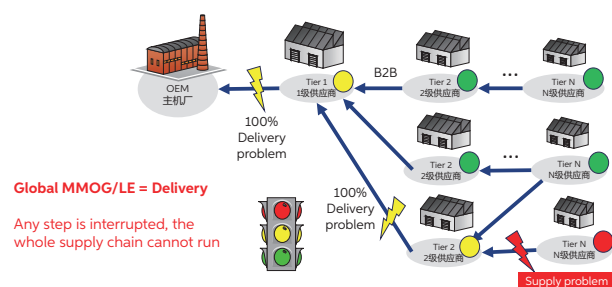 OEM
主机厂
Tier 1
1级供应商
B2B
Tier 2
2级供应商
...
Tier N
N级供应商
100%
Delivery
problem
Tier 2
2级供应商
...
Tier N
N级供应商
Global MMOG/LE = Delivery
Any step is interrupted, the
whole supply chain cannot run
100%
Delivery
problem
Tier 2
2级供应商
Tier N
N级供应商
Supply problem